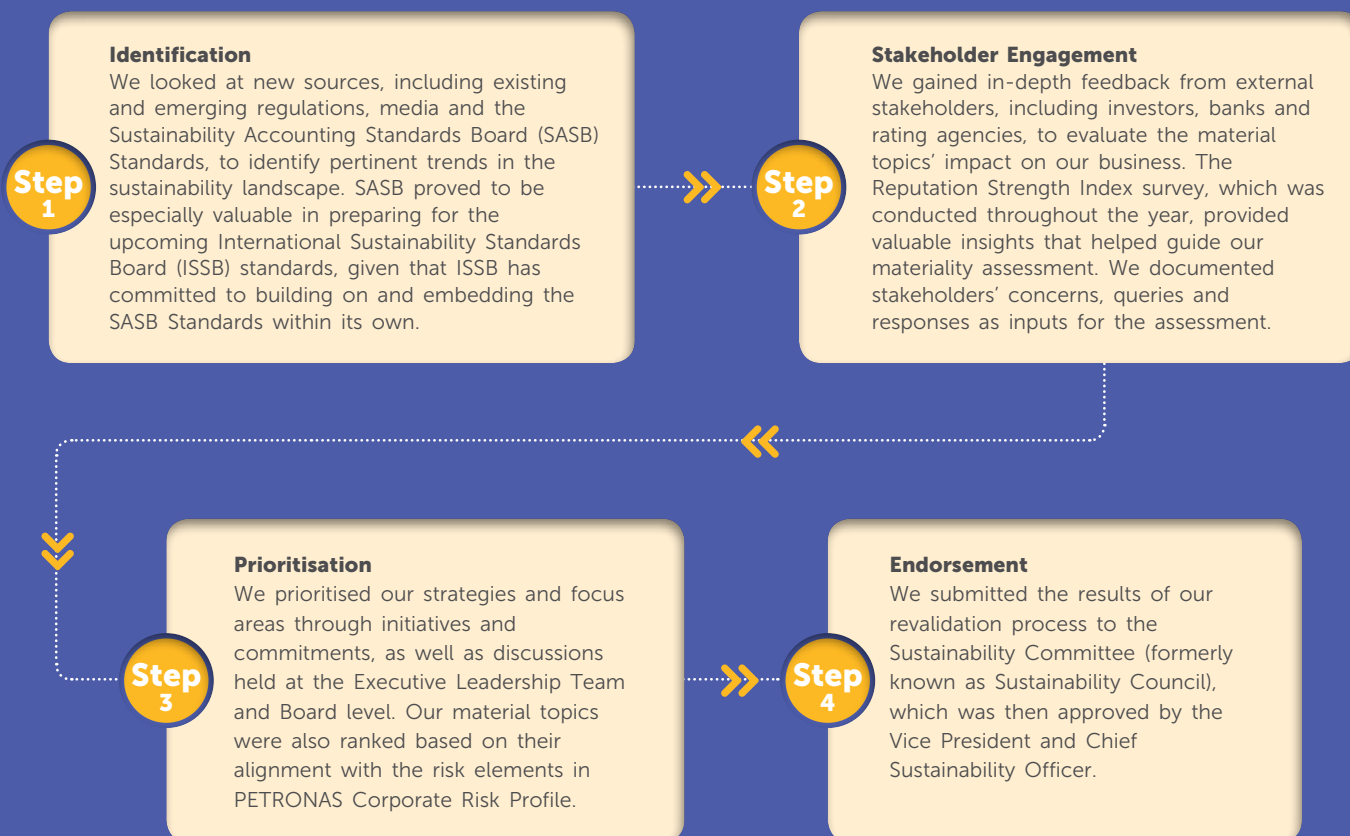 Step
1
Identification
We looked at new sources, including existing
and emerging regulations, media and the
Sustainability Accounting Standards Board (SASB)
Standards, to identify pertinent trends in the
sustainability landscape. SASB proved to be
especially valuable in preparing for the
upcoming International Sustainability Standards
Board (ISSB) standards, given that ISSB has
committed to building on and embedding the
SASB Standards within its own.
Step
2
Stakeholder Engagement
We gained in-depth feedback from external
stakeholders, including investors, banks and
rating agencies, to evaluate the material
topics’ impact on our business. The
Reputation Strength Index survey, which was
conducted throughout the year, provided
valuable insights that helped guide our
materiality assessment. We documented
stakeholders’ concerns, queries and
responses as inputs for the assessment.
Step
3
Prioritisation
We prioritised our strategies and focus
areas through initiatives and
commitments, as well as discussions
held at the Executive Leadership Team
and Board level. Our material topics
were also ranked based on their
alignment with the risk elements in
PETRONAS Corporate Risk Profile.
Step
4
Endorsement
We submitted the results of our
revalidation process to the
Sustainability Committee (formerly
known as Sustainability Council),
which was then approved by the
Vice President and Chief
Sustainability Officer.